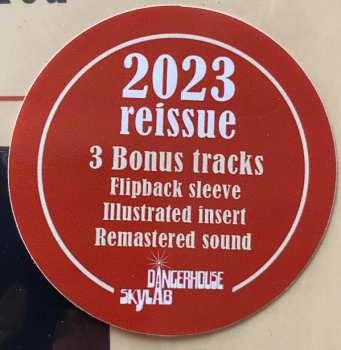 2023
reissue
3 Bonus tracks
Flipback sleeve
Illustrated insert
Remastered sound
DANGERHOUSE
SKYLAB